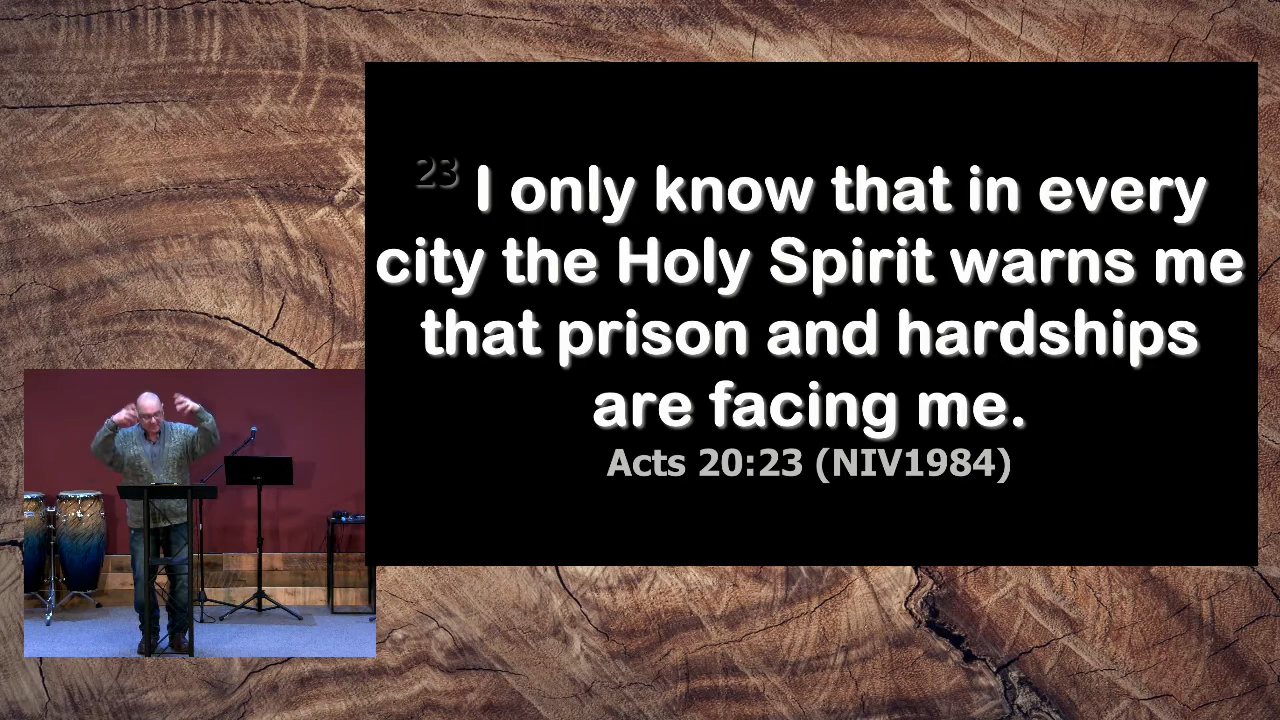 23 I only know that in every
city the Holy Spirit warns me
that prison and hardships
are facing me.
Acts 20:23 (NIV1984)